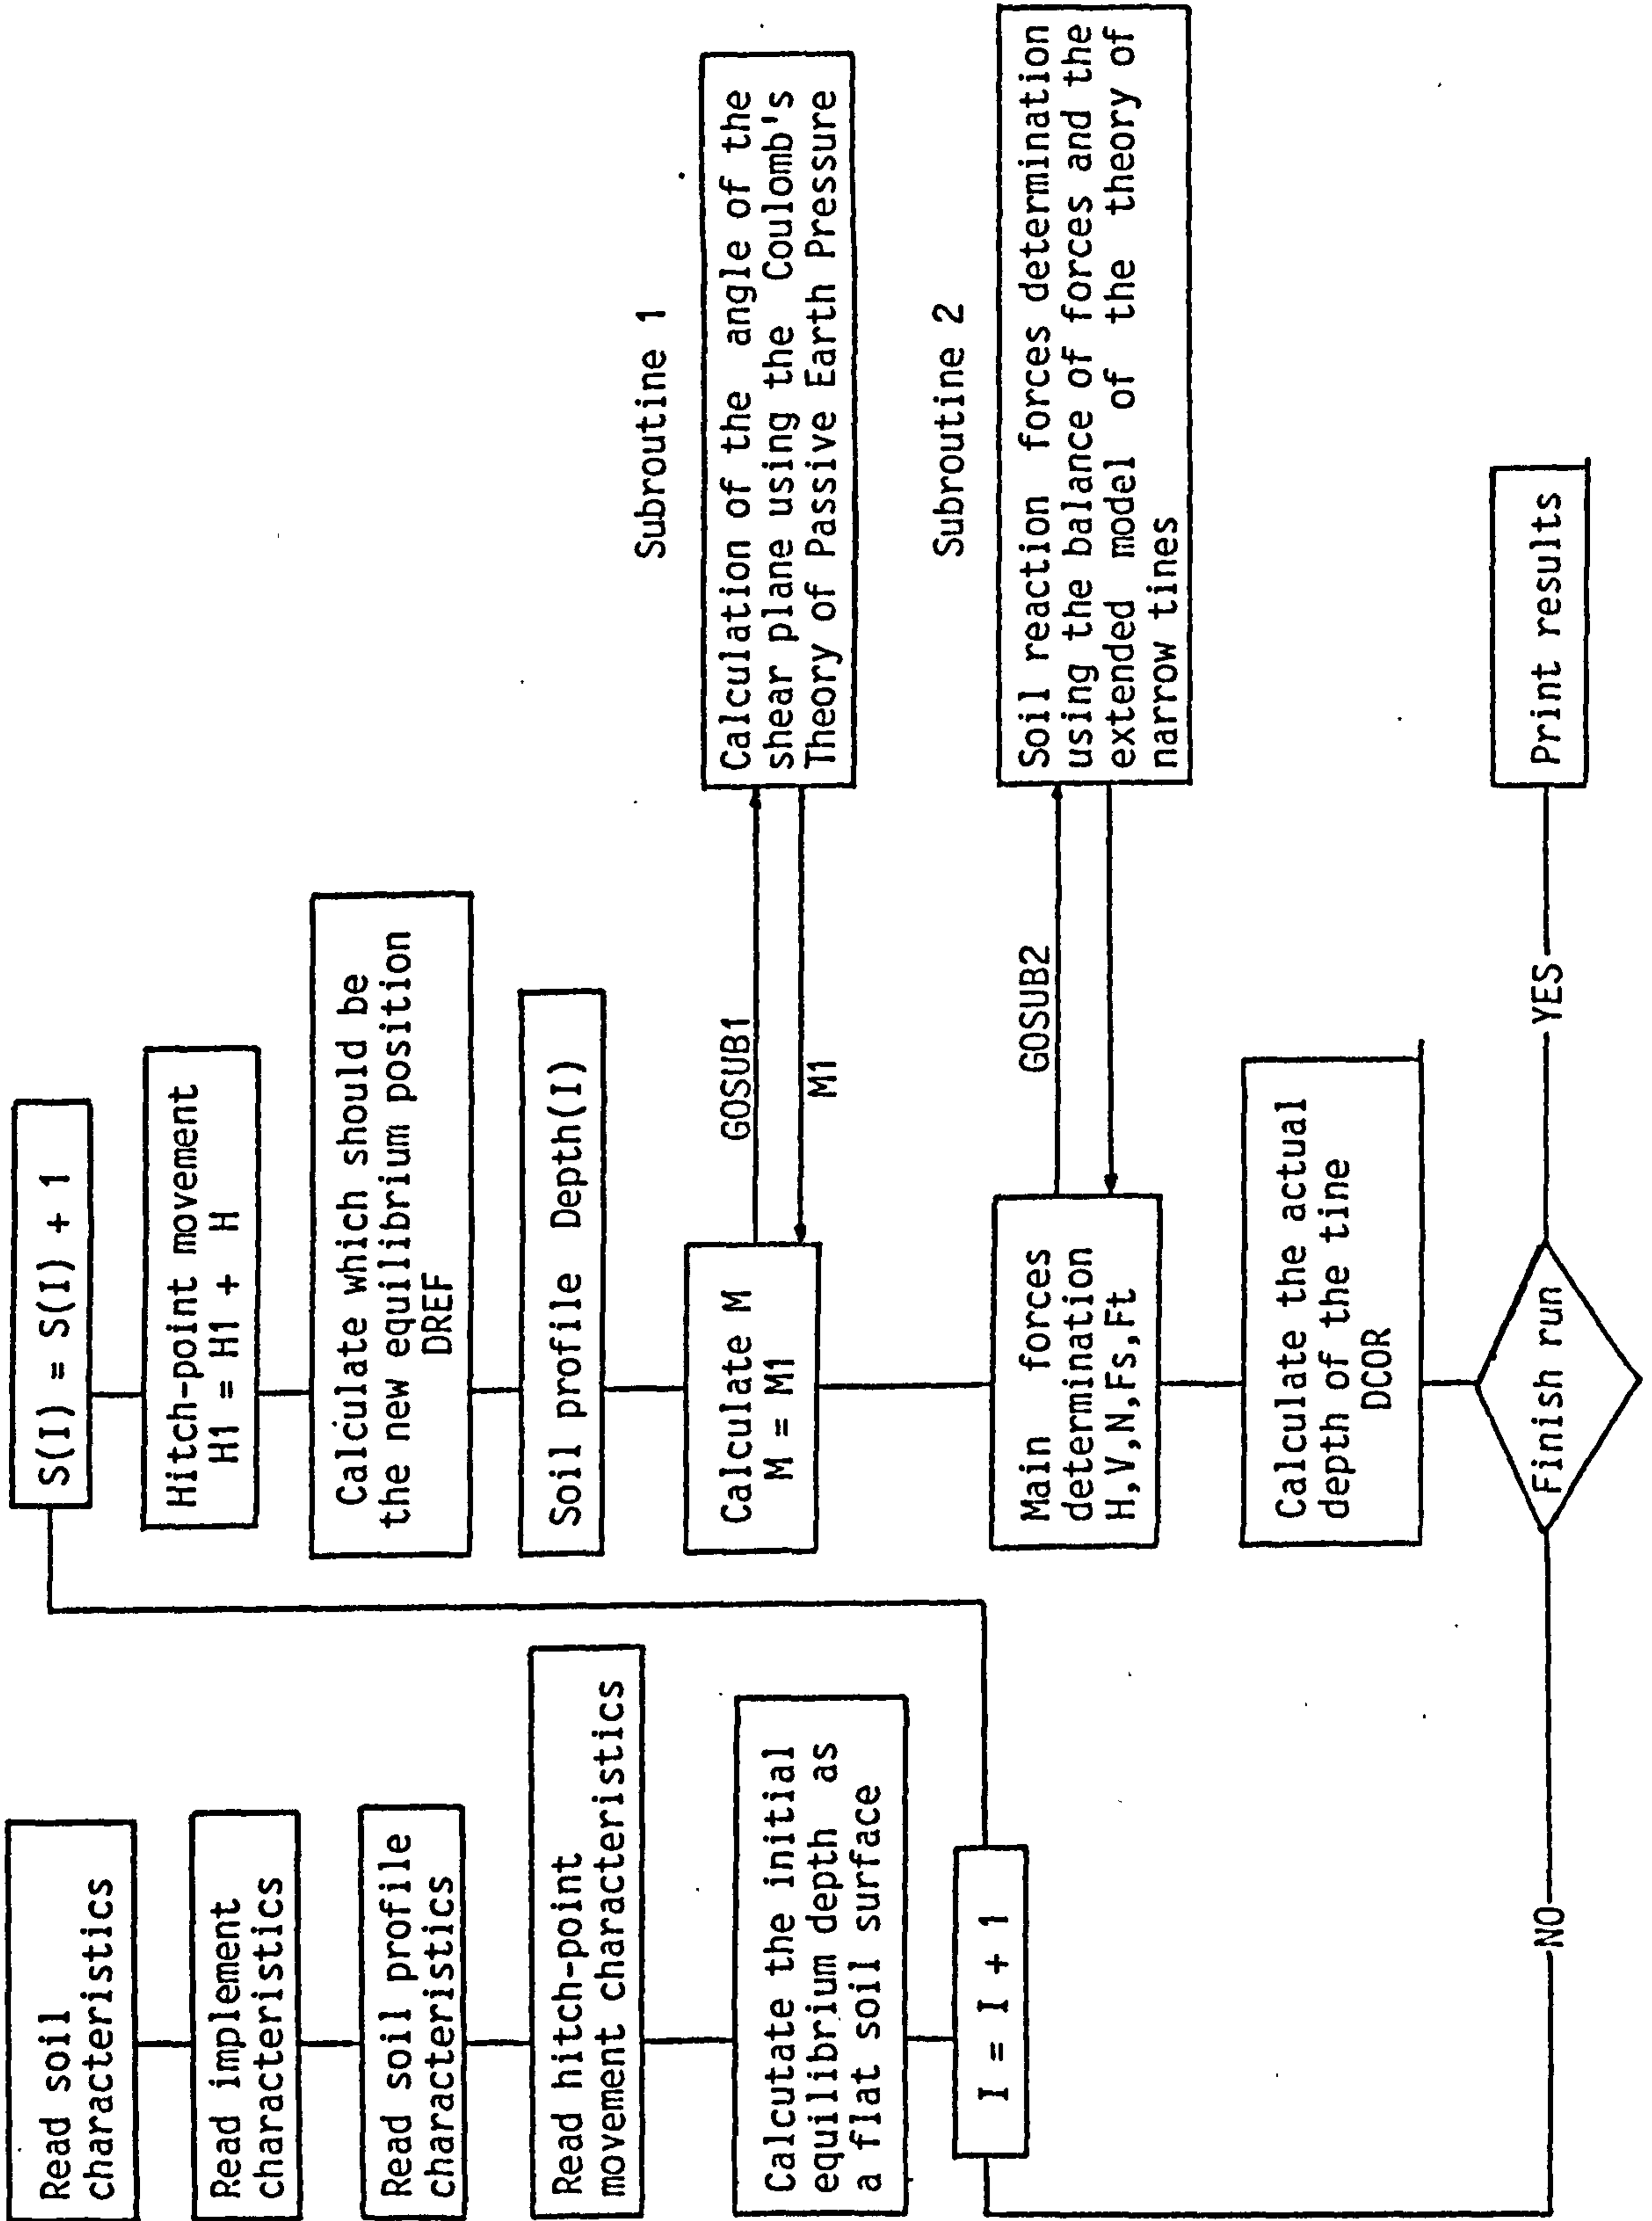 Read soil
characteristics
Read implement
characteristics
Read soil profile
characteristics
Read hitch-point
movement characteristics
Calcutate the initial
equilibrium depth as
a flat soil surface
I = I + 1
S(I) = S(I) + 1
Hitch-point movement
H1 = H1 + H
Calculate which should be
the new equilibrium position
DREF
Soil profile Depth(I)
Calculate M
M = M1
GOSUB1
M1
Subroutine 1
Calculation of the angle of the
shear plane using the Coulomb's
Theory of Passive Earth Pressure
Main forces
determination
H,V,N,Fs,Ft
GOSUB2
Subroutine 2
Soil reaction forces determination
using the balance of forces and the
extended model of the theory of
narrow tines
Calculate the actual
depth of the tine
DCOR
Finish run
NO
YES
Print results